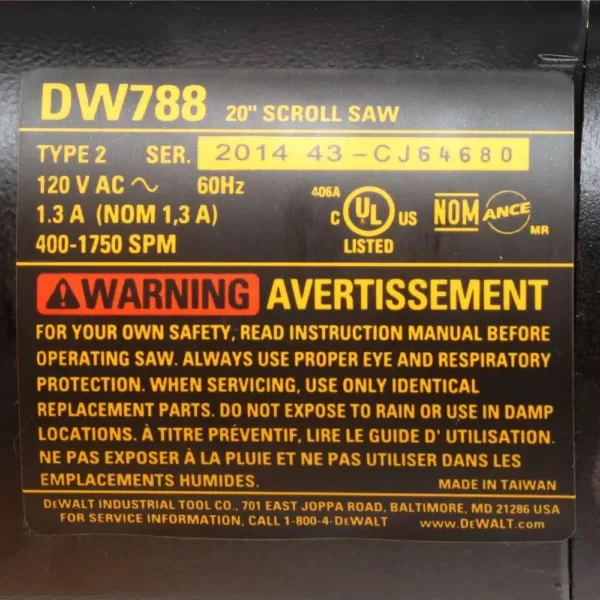 DW788 20" SCROLL SAW
TYPE 2 SER. 2014 43-CJ64680
120 V AC ~ 60Hz
1.3 A (NOM 1,3 A)
400-1750 SPM
406A
C UL US
LISTED
NOM ANCE MR
WARNING AVERTISSEMENT
FOR YOUR OWN SAFETY, READ INSTRUCTION MANUAL BEFORE
OPERATING SAW. ALWAYS USE PROPER EYE AND RESPIRATORY
PROTECTION. WHEN SERVICING, USE ONLY IDENTICAL
REPLACEMENT PARTS. DO NOT EXPOSE TO RAIN OR USE IN DAMP
LOCATIONS. À TITRE PRÉVENTIF, LIRE LE GUIDE D' UTILISATION.
NE PAS EXPOSER À LA PLUIE ET NE PAS UTILISER DANS LES
EMPLACEMENTS HUMIDES.
MADE IN TAIWAN
DEWALT INDUSTRIAL TOOL CO., 701 EAST JOPPA ROAD, BALTIMORE, MD 21286 USA
FOR SERVICE INFORMATION, CALL 1-800-4-DEWALT www.DEWALT.com